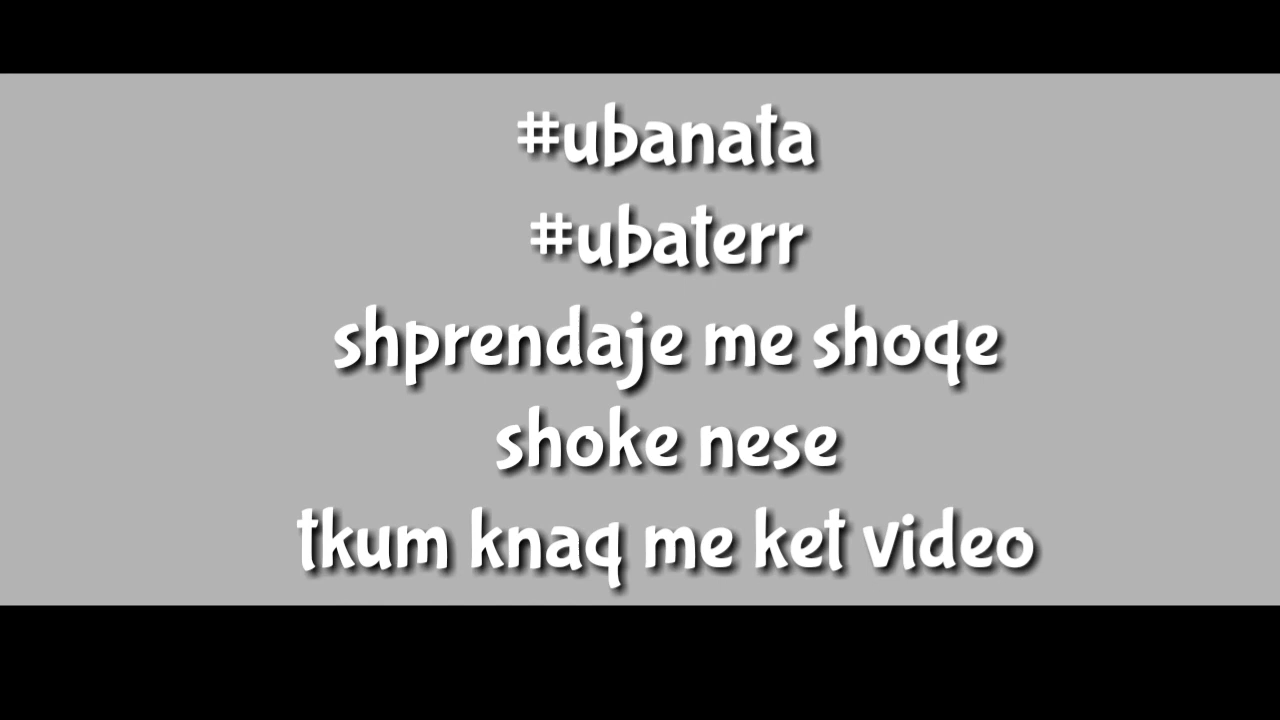 #ubanata
#ubaterr
shprendaje me shoqe
shoke nese
tkum knaq me ket video